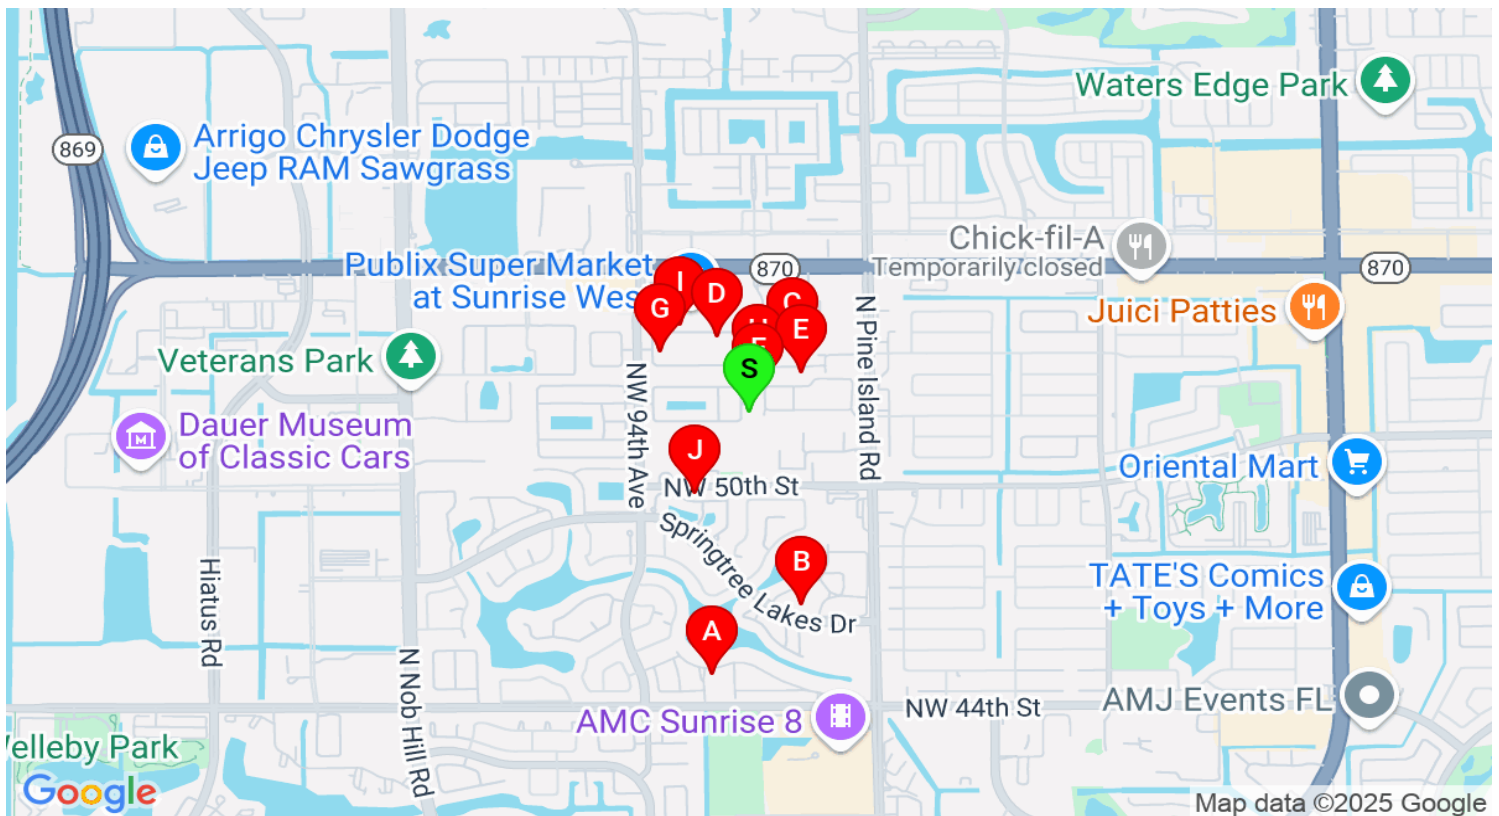 Waters Edge Park
869
Arrigo Chrysler Dodge
Jeep RAM Sawgrass
Chick-fil-A
Temporarily closed
Publix Super Market
at Sunrise Wes
870
870
I
D
C
G
E
H
F
S
Juici Patties
N Pine Island Rd
Veterans Park
NW 94th Ave
Dauer Museum
of Classic Cars
M
J
Oriental Mart
NW 50th St
Springtree Lakes Dr
B
Hiatus Rd
TATE'S Comics
+ Toys + More
A
N Nob Hill Rd
AMC Sunrise 8
NW 44th St
AMJ Events FL
Velleby Park
Google
Map data ©2025 Google